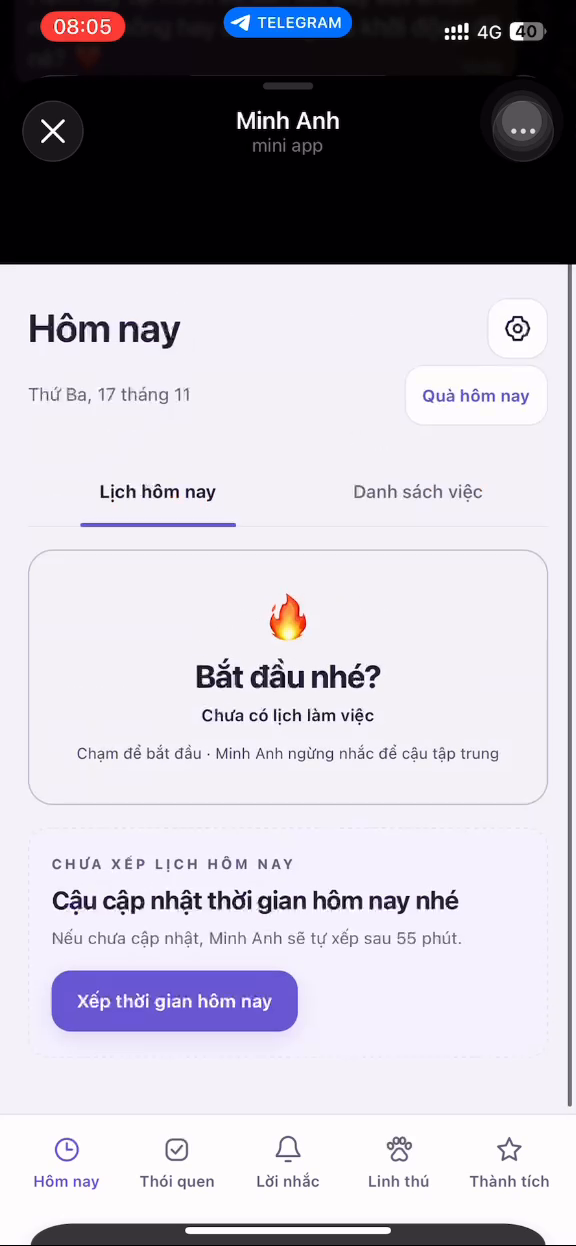 08:05
TELEGRAM
4G
40
Minh Anh
mini app
Hôm nay
Thứ Ba, 17 tháng 11
Quà hôm nay
Lịch hôm nay
Danh sách việc
Bắt đầu nhé?
Chưa có lịch làm việc
Chạm để bắt đầu · Minh Anh ngừng nhắc để cậu tập trung
CHƯA XẾP LỊCH HÔM NAY
Cậu cập nhật thời gian hôm nay nhé
Nếu chưa cập nhật, Minh Anh sẽ tự xếp sau 55 phút.
Xếp thời gian hôm nay
Hôm nay
Thói quen
Lời nhắc
Linh thú
Thành tích